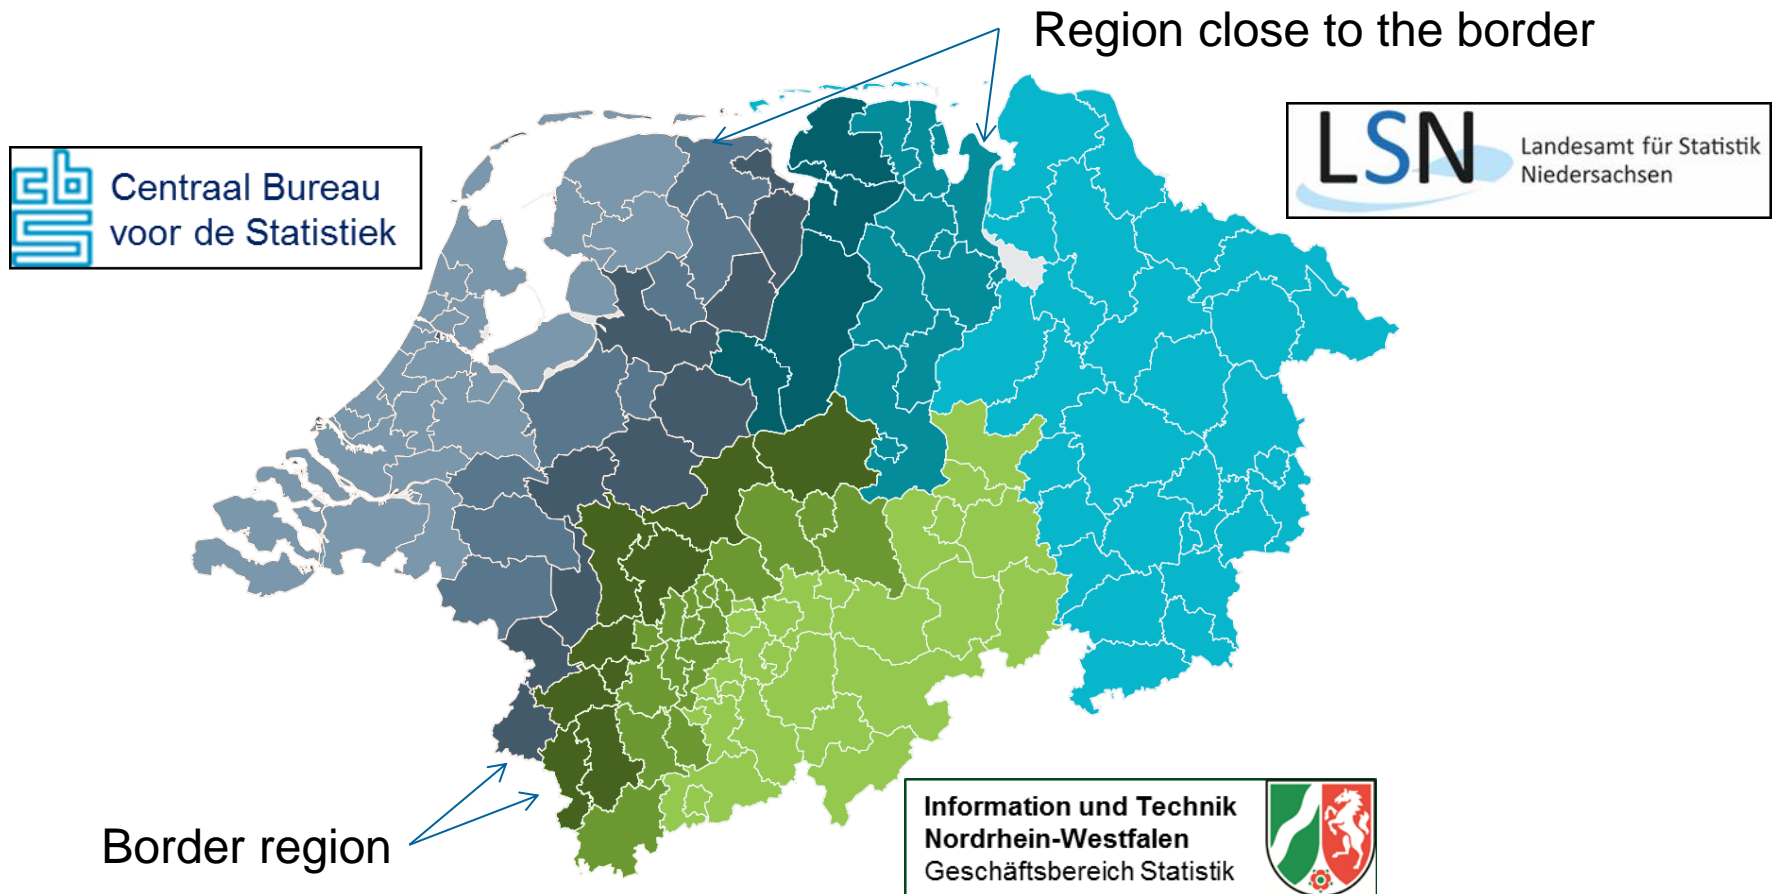 Region close to the border
cbs
Centraal Bureau
voor de Statistiek
LSN
Landesamt für Statistik
Niedersachsen
Border region
Information und Technik
Nordrhein-Westfalen
Geschäftsbereich Statistik